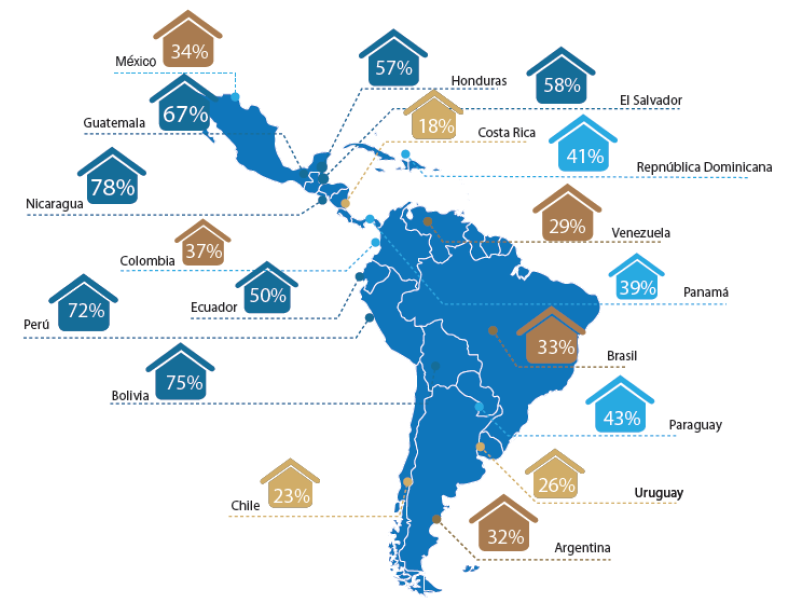 34%
México
57%
Honduras
58%
El Salvador
67%
Guatemala
18%
Costa Rica
41%
Repnública Dominicana
78%
Nicaragua
29%
Venezuela
37%
Colombia
50%
Ecuador
39%
Panamá
72%
Perú
33%
Brasil
75%
Bolivia
43%
Paraguay
23%
Chile
26%
Uruguay
32%
Argentina